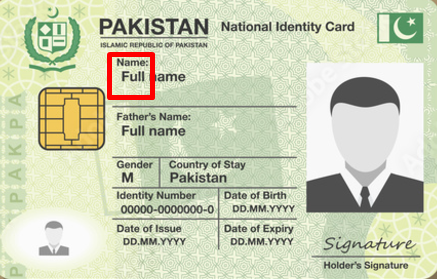 PAKISTAN National Identity Card
ISLAMIC REPUBLIC OF PAKISTAN
Name:
Full name
Father's Name:
Full name
Gender Country of Stay
M Pakistan
Identity Number Date of Birth
00000-0000000-0 DD.MM.YYYY
Date of Issue Date of Expiry
DD.MM.YYYY DD.MM.YYYY
Signature
Holder's Signature